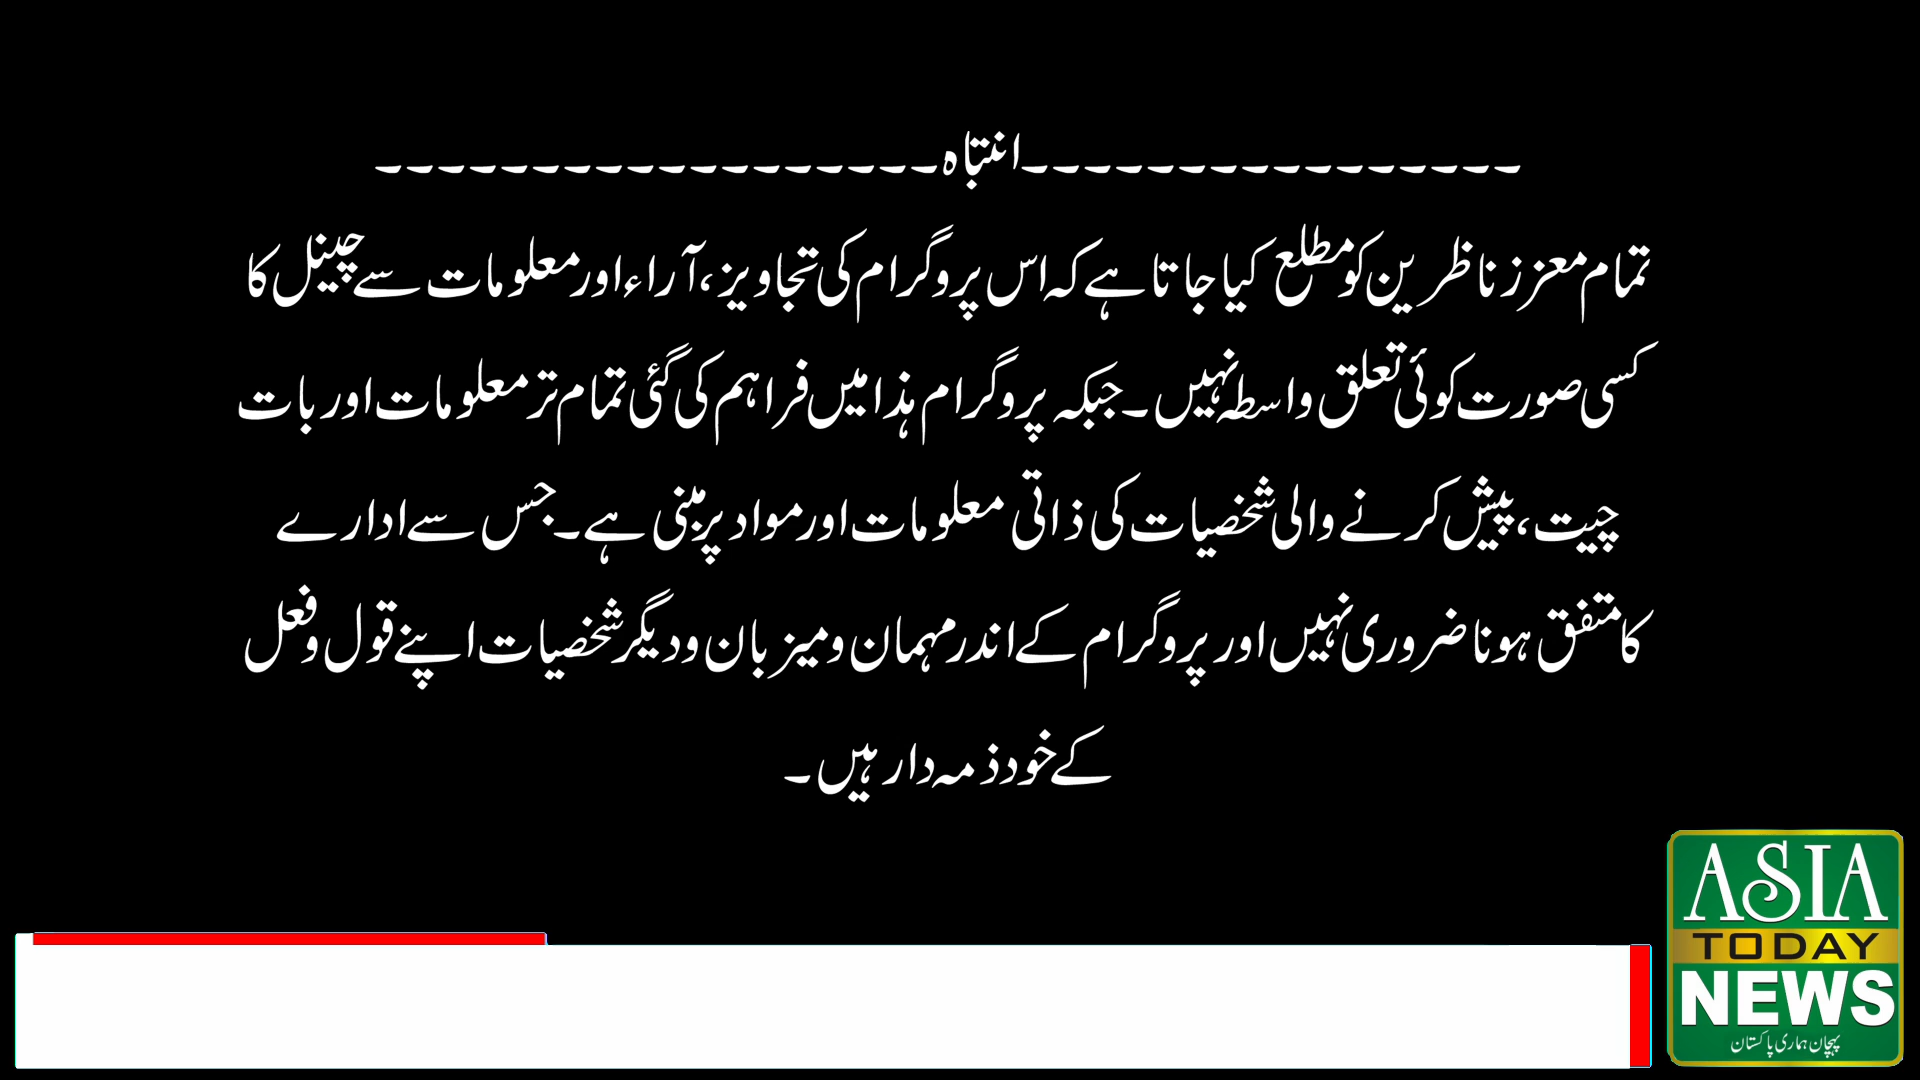 ۔۔۔۔۔۔۔۔۔۔۔۔۔۔۔۔انتباہ۔۔۔۔۔۔۔۔۔۔۔۔۔۔۔۔۔۔
تمام معزز ناظرین کو مطلع کیا جاتا ہے کہ اس پروگرام کی تجاویز، آراء اور معلومات سے چینل کا
کسی صورت کوئی تعلق واسطہ نہیں۔ جبکہ پروگرام ہذا میں فراہم کی گئی تمام تر معلومات اور بات
چیت، پیش کرنے والی شخصیات کی ذاتی معلومات اور مواد پر مبنی ہے۔ جس سے ادارے
کا متفق ہونا ضروری نہیں اور پروگرام کے اندر مہمان و میزبان و دیگر شخصیات اپنے قول و فعل
کے خود ذمہ دار ہیں۔
ASIA
TODAY
NEWS
پہچان ہماری پاکستان